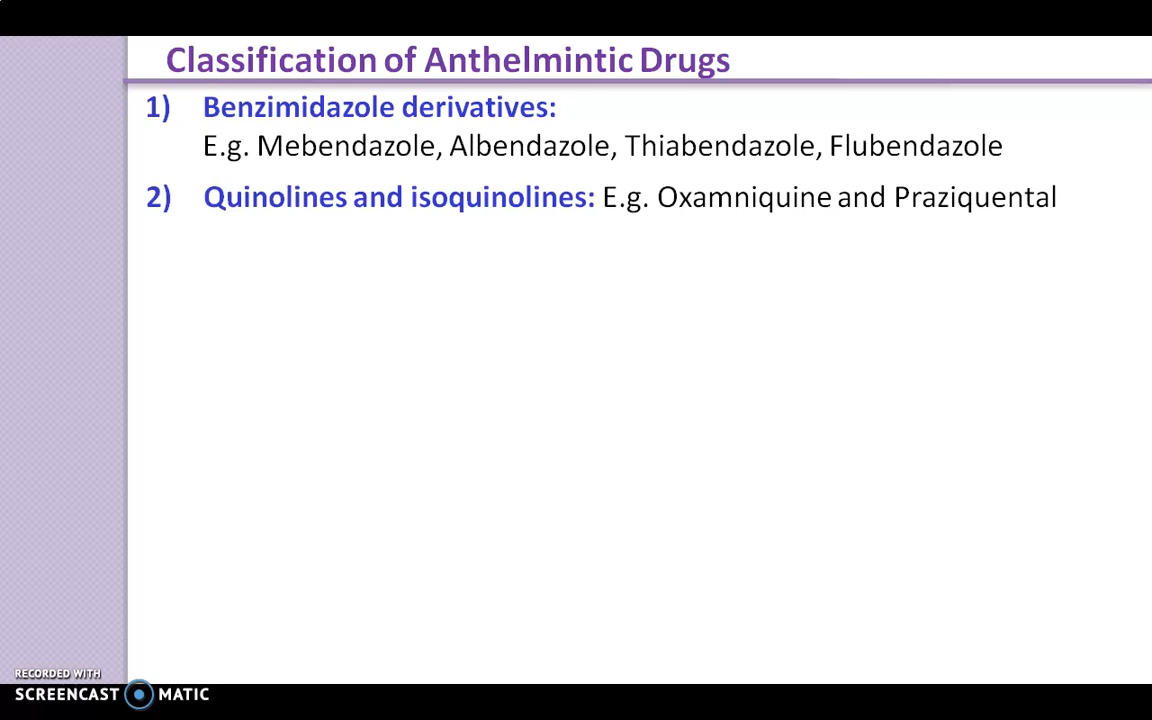 Classification of Anthelmintic Drugs
1) Benzimidazole derivatives:
E.g. Mebendazole, Albendazole, Thiabendazole, Flubendazole
2) Quinolines and isoquinolines: E.g. Oxamniquine and Praziquental
RECORDED WITH
SCREENCAST MATIC